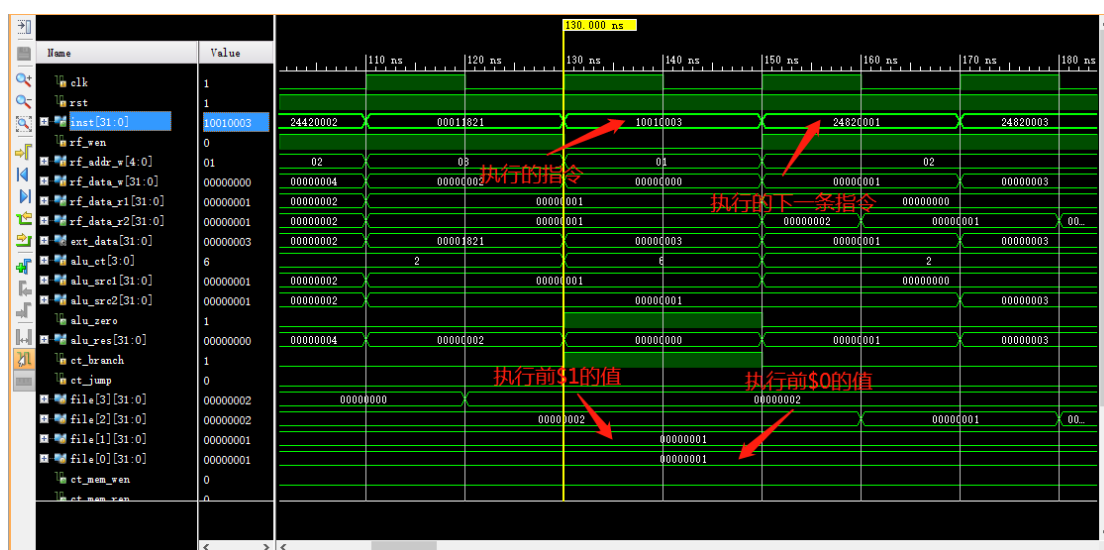 130.000 ns
Name Value
110 ns 120 ns 130 ns 140 ns 150 ns 160 ns 170 ns 180 ns
clk 1
rst 1
inst[31:0] 10010003 24420002 00011821 10010003 24820001 24820003
rf_wen 0
rf_addr_w[4:0] 01 02 03 01 02
执行的指令
rf_data_w[31:0] 00000000 00000004 00000002 00000000 00000001 00000003
执行的下一条指令
rf_data_r1[31:0] 00000001 00000002 00000001 00000000
rf_data_r2[31:0] 00000001 00000002 00000001 00000002 00000001 00...
ext_data[31:0] 00000003 00000002 00001821 00000003 00000001 00000003
alu_ct[3:0] 6 2 6 2
alu_src1[31:0] 00000001 00000002 00000001 00000000
alu_src2[31:0] 00000001 00000002 00000001 00000003
alu_zero 1
alu_res[31:0] 00000000 00000004 00000002 00000000 00000001 00000003
ct_branch 1
执行前$1的值 执行前$0的值
ct_jump 0
file[3][31:0] 00000002 00000000 00000002
file[2][31:0] 00000002 00000002 00000001 00...
file[1][31:0] 00000001 00000001
file[0][31:0] 00000001 00000001
ct_mem_wen 0
ct_mem_ren 0